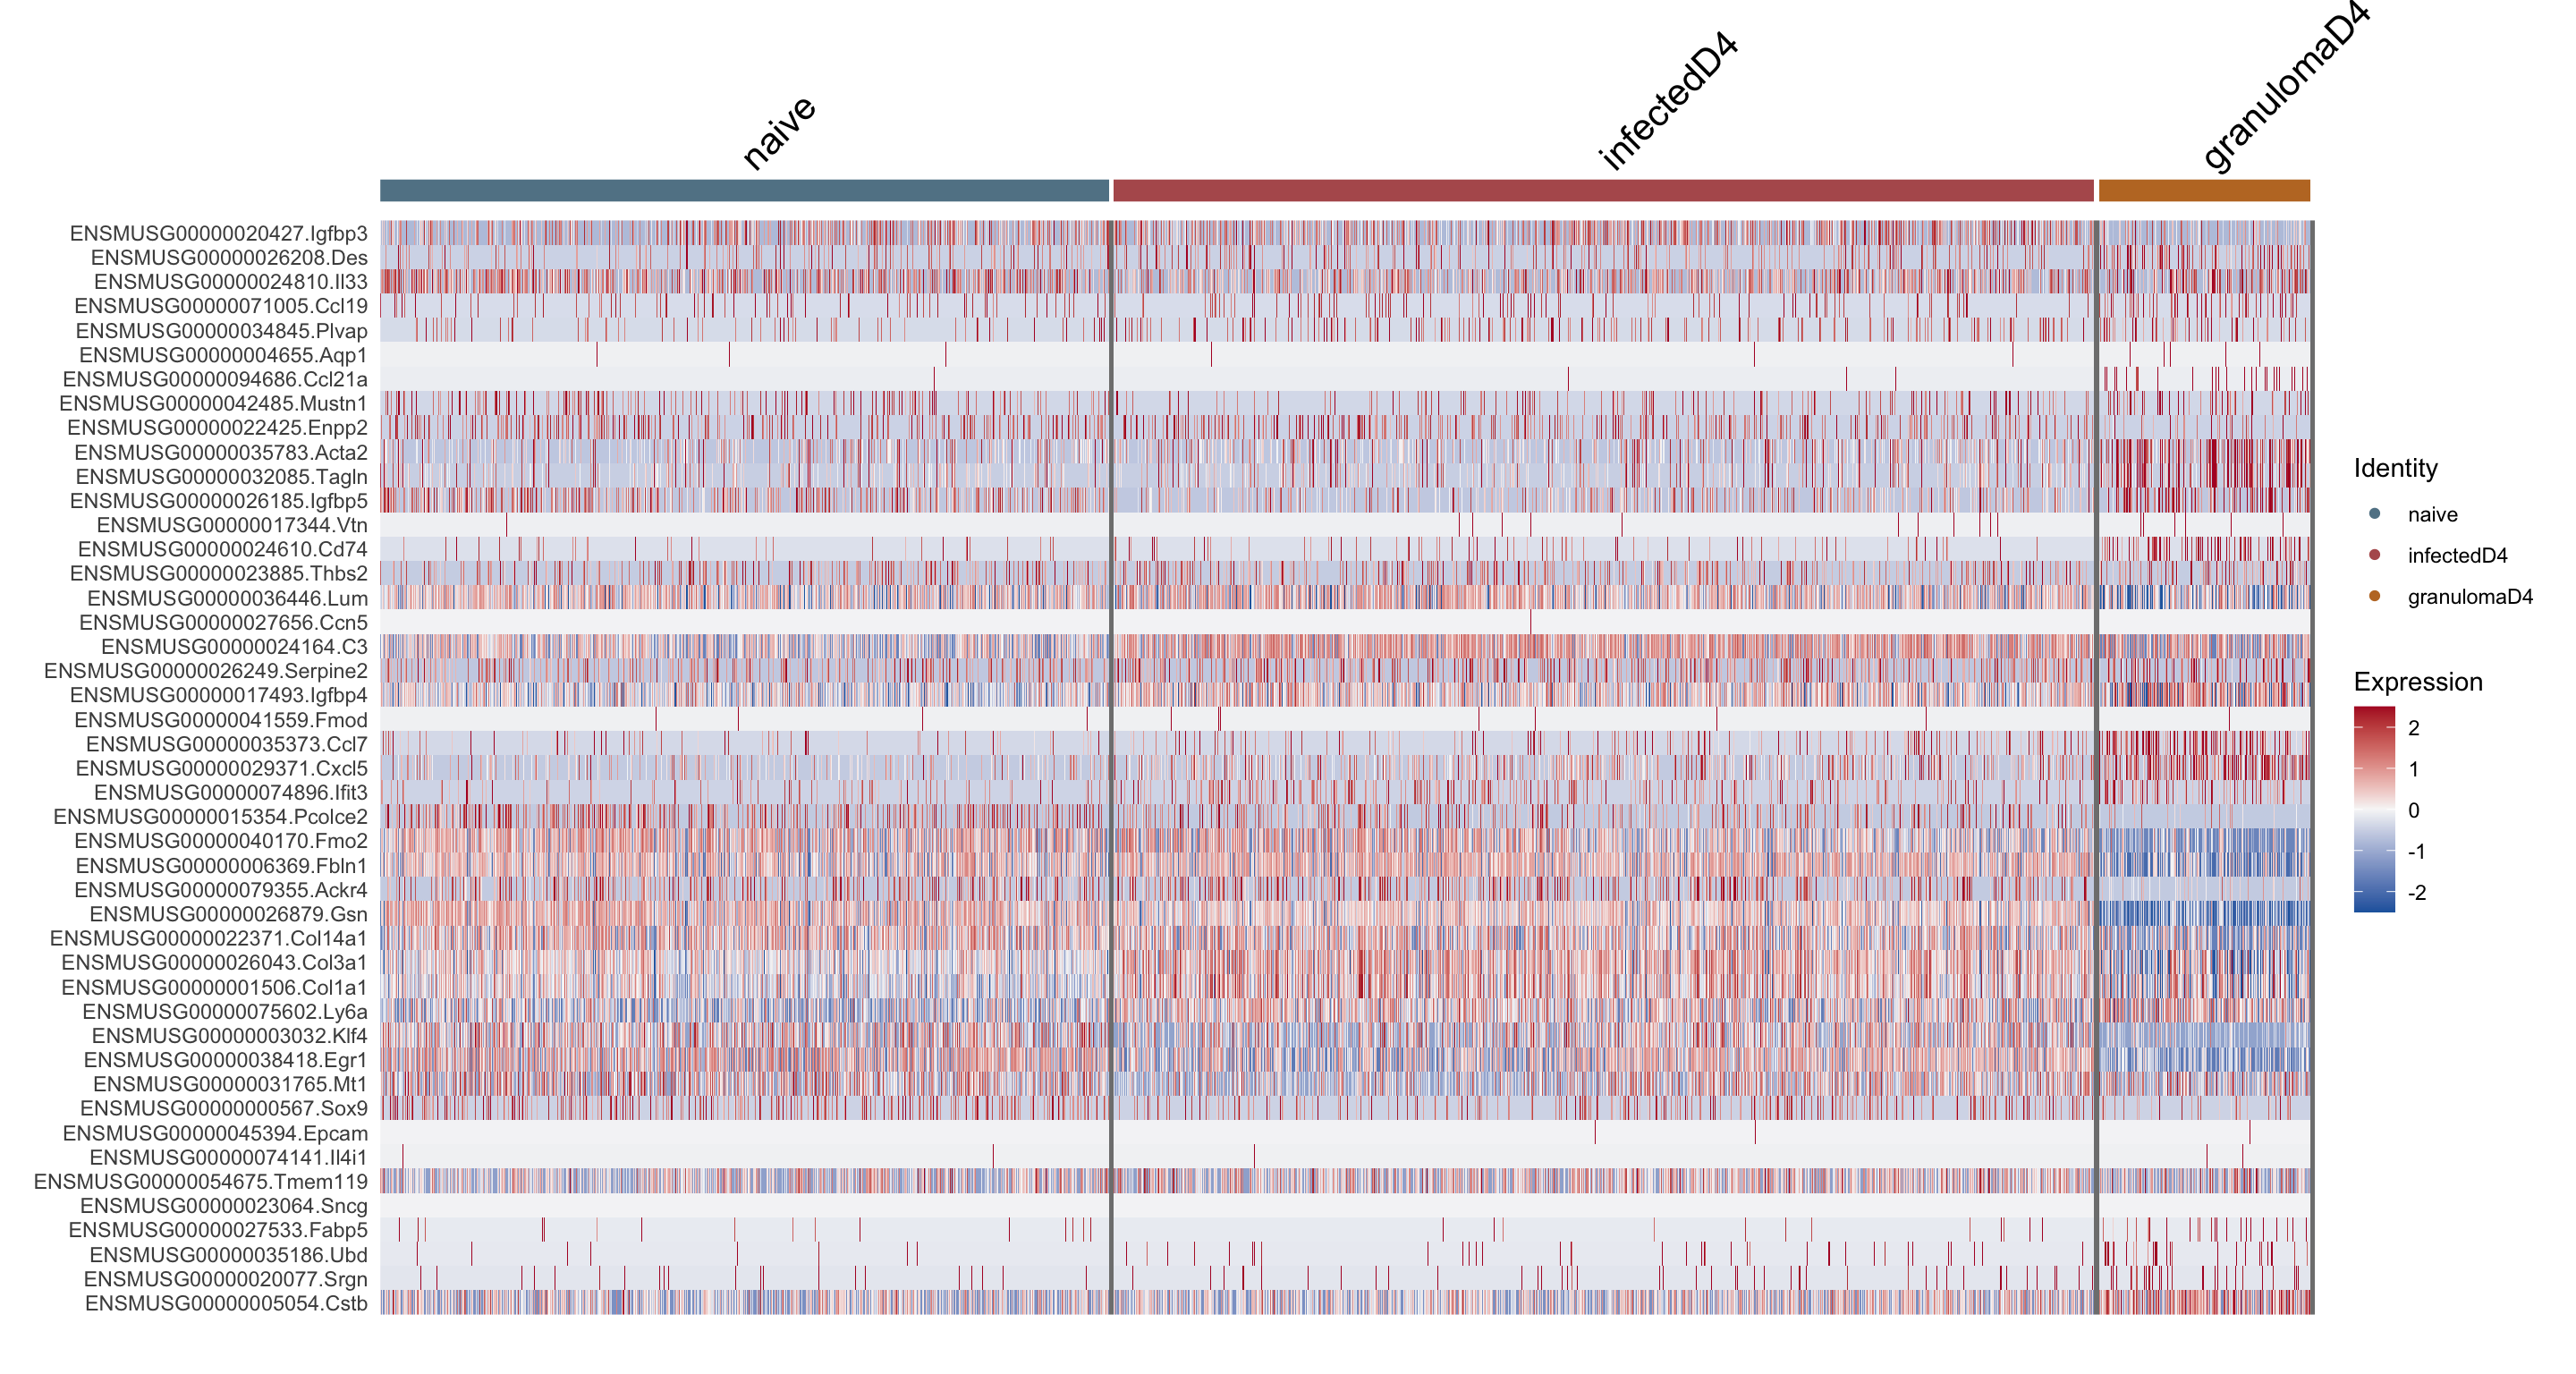 naive
infectedD4
granulomaD4
ENSMUSG00000020427.Igfbp3
ENSMUSG00000026208.Des
ENSMUSG00000024810.Il33
ENSMUSG00000071005.Ccl19
ENSMUSG00000034845.Plvap
ENSMUSG00000004655.Aqp1
ENSMUSG00000094686.Ccl21a
ENSMUSG00000042485.Mustn1
ENSMUSG00000022425.Enpp2
ENSMUSG00000035783.Acta2
ENSMUSG00000032085.Tagln
ENSMUSG00000026185.Igfbp5
ENSMUSG00000017344.Vtn
ENSMUSG00000024610.Cd74
ENSMUSG00000023885.Thbs2
ENSMUSG00000036446.Lum
ENSMUSG00000027656.Ccn5
ENSMUSG00000024164.C3
ENSMUSG00000026249.Serpine2
ENSMUSG00000017493.Igfbp4
ENSMUSG00000041559.Fmod
ENSMUSG00000035373.Ccl7
ENSMUSG00000029371.Cxcl5
ENSMUSG00000074896.Ifit3
ENSMUSG00000015354.Pcolce2
ENSMUSG00000040170.Fmo2
ENSMUSG00000006369.Fbln1
ENSMUSG00000079355.Ackr4
ENSMUSG00000026879.Gsn
ENSMUSG00000022371.Col14a1
ENSMUSG00000026043.Col3a1
ENSMUSG00000001506.Col1a1
ENSMUSG00000075602.Ly6a
ENSMUSG00000003032.Klf4
ENSMUSG00000038418.Egr1
ENSMUSG00000031765.Mt1
ENSMUSG00000000567.Sox9
ENSMUSG00000045394.Epcam
ENSMUSG00000074141.Il4i1
ENSMUSG00000054675.Tmem119
ENSMUSG00000023064.Sncg
ENSMUSG00000027533.Fabp5
ENSMUSG00000035186.Ubd
ENSMUSG00000020077.Srgn
ENSMUSG00000005054.Cstb
Identity
naive
infectedD4
granulomaD4
Expression
2
1
0
-1
-2